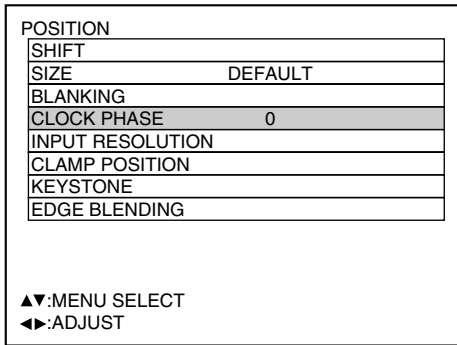 POSITION
SHIFT
SIZE DEFAULT
BLANKING
CLOCK PHASE 0
INPUT RESOLUTION
CLAMP POSITION
KEYSTONE
EDGE BLENDING
▲▼:MENU SELECT
◀▶:ADJUST